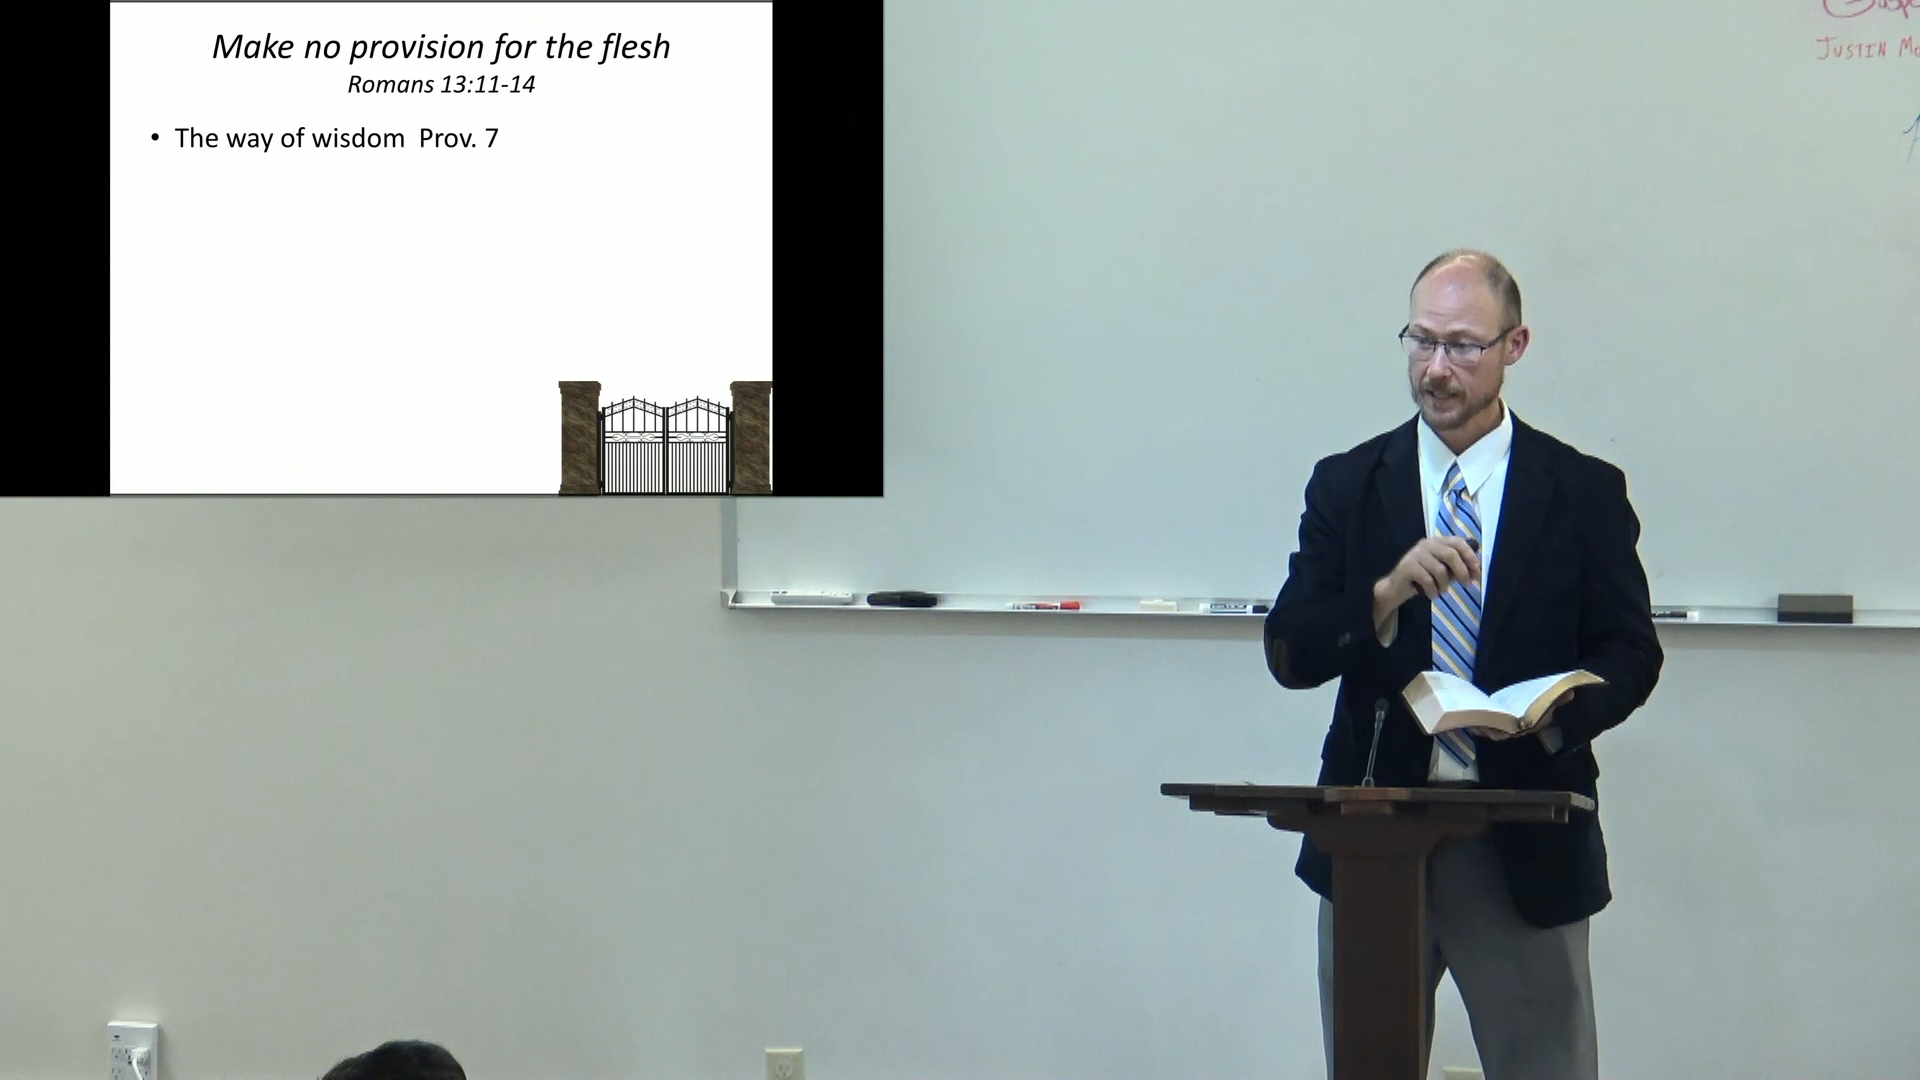 Make no provision for the flesh
Romans 13:11-14
• The way of wisdom  Prov. 7
JUSTIN